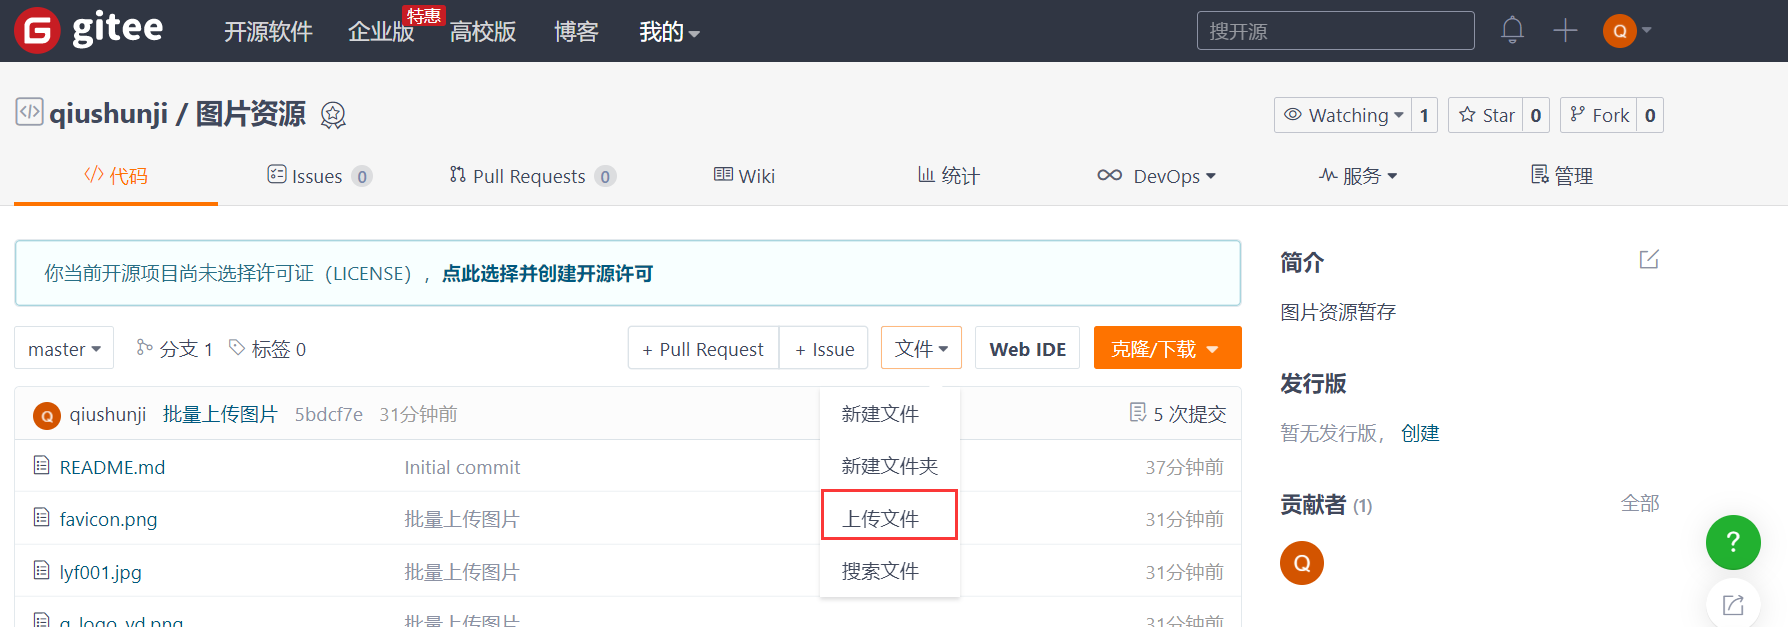 gitee 开源软件 企业版 特惠 高校版 博客 我的 搜开源 Q
qiushunji / 图片资源 Watching 1 Star 0 Fork 0
代码 Issues 0 Pull Requests 0 Wiki 统计 DevOps 服务 管理
你当前开源项目尚未选择许可证（LICENSE），点此选择并创建开源许可
master 分支 1 标签 0 + Pull Request + Issue 文件 Web IDE 克隆/下载
Q qiushunji 批量上传图片 5bdcf7e 31分钟前 5 次提交
README.md Initial commit 37分钟前
favicon.png 批量上传图片 31分钟前
lyf001.jpg 批量上传图片 31分钟前
q_logo_yd.png 批量上传图片 31分钟前
新建文件
新建文件夹
上传文件
搜索文件
简介
图片资源暂存
发行版
暂无发行版， 创建
贡献者 (1) 全部
Q
?